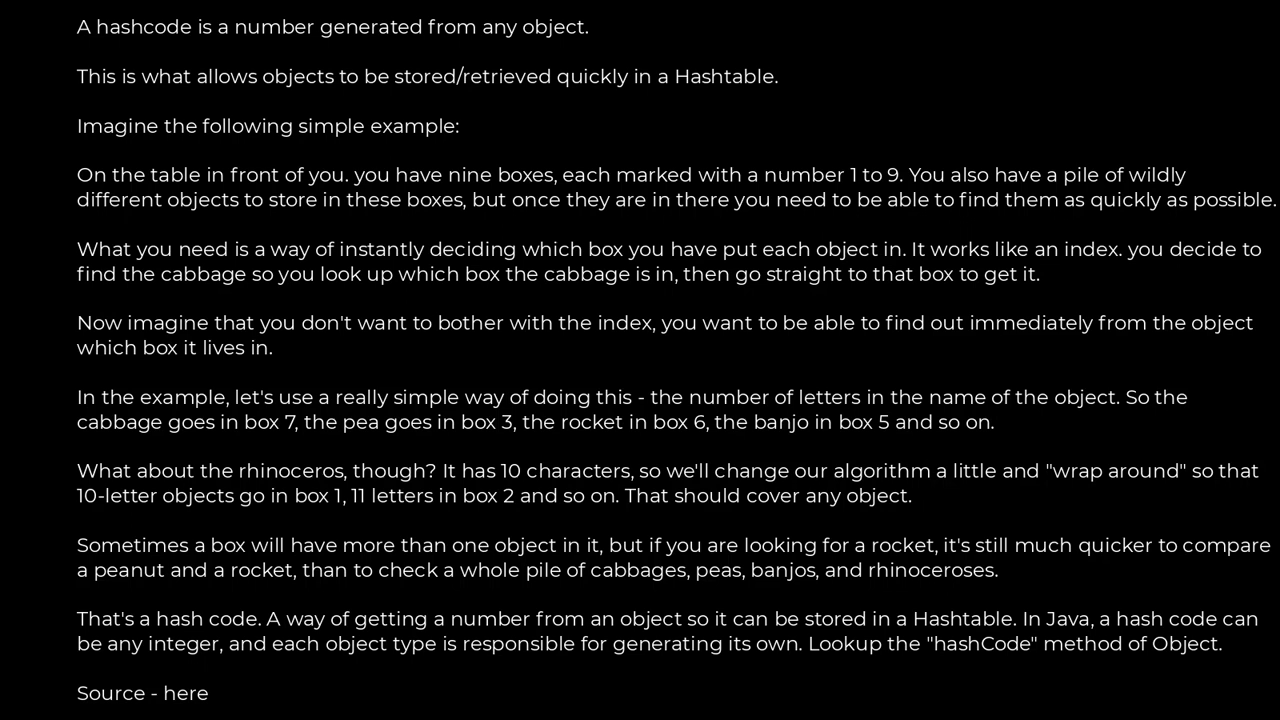 A hashcode is a number generated from any object.
This is what allows objects to be stored/retrieved quickly in a Hashtable.
Imagine the following simple example:
On the table in front of you. you have nine boxes, each marked with a number 1 to 9. You also have a pile of wildly
different objects to store in these boxes, but once they are in there you need to be able to find them as quickly as possible.
What you need is a way of instantly deciding which box you have put each object in. It works like an index. you decide to
find the cabbage so you look up which box the cabbage is in, then go straight to that box to get it.
Now imagine that you don't want to bother with the index, you want to be able to find out immediately from the object
which box it lives in.
In the example, let's use a really simple way of doing this - the number of letters in the name of the object. So the
cabbage goes in box 7, the pea goes in box 3, the rocket in box 6, the banjo in box 5 and so on.
What about the rhinoceros, though? It has 10 characters, so we'll change our algorithm a little and "wrap around" so that
10-letter objects go in box 1, 11 letters in box 2 and so on. That should cover any object.
Sometimes a box will have more than one object in it, but if you are looking for a rocket, it's still much quicker to compare
a peanut and a rocket, than to check a whole pile of cabbages, peas, banjos, and rhinoceroses.
That's a hash code. A way of getting a number from an object so it can be stored in a Hashtable. In Java, a hash code can
be any integer, and each object type is responsible for generating its own. Lookup the "hashCode" method of Object.
Source - here